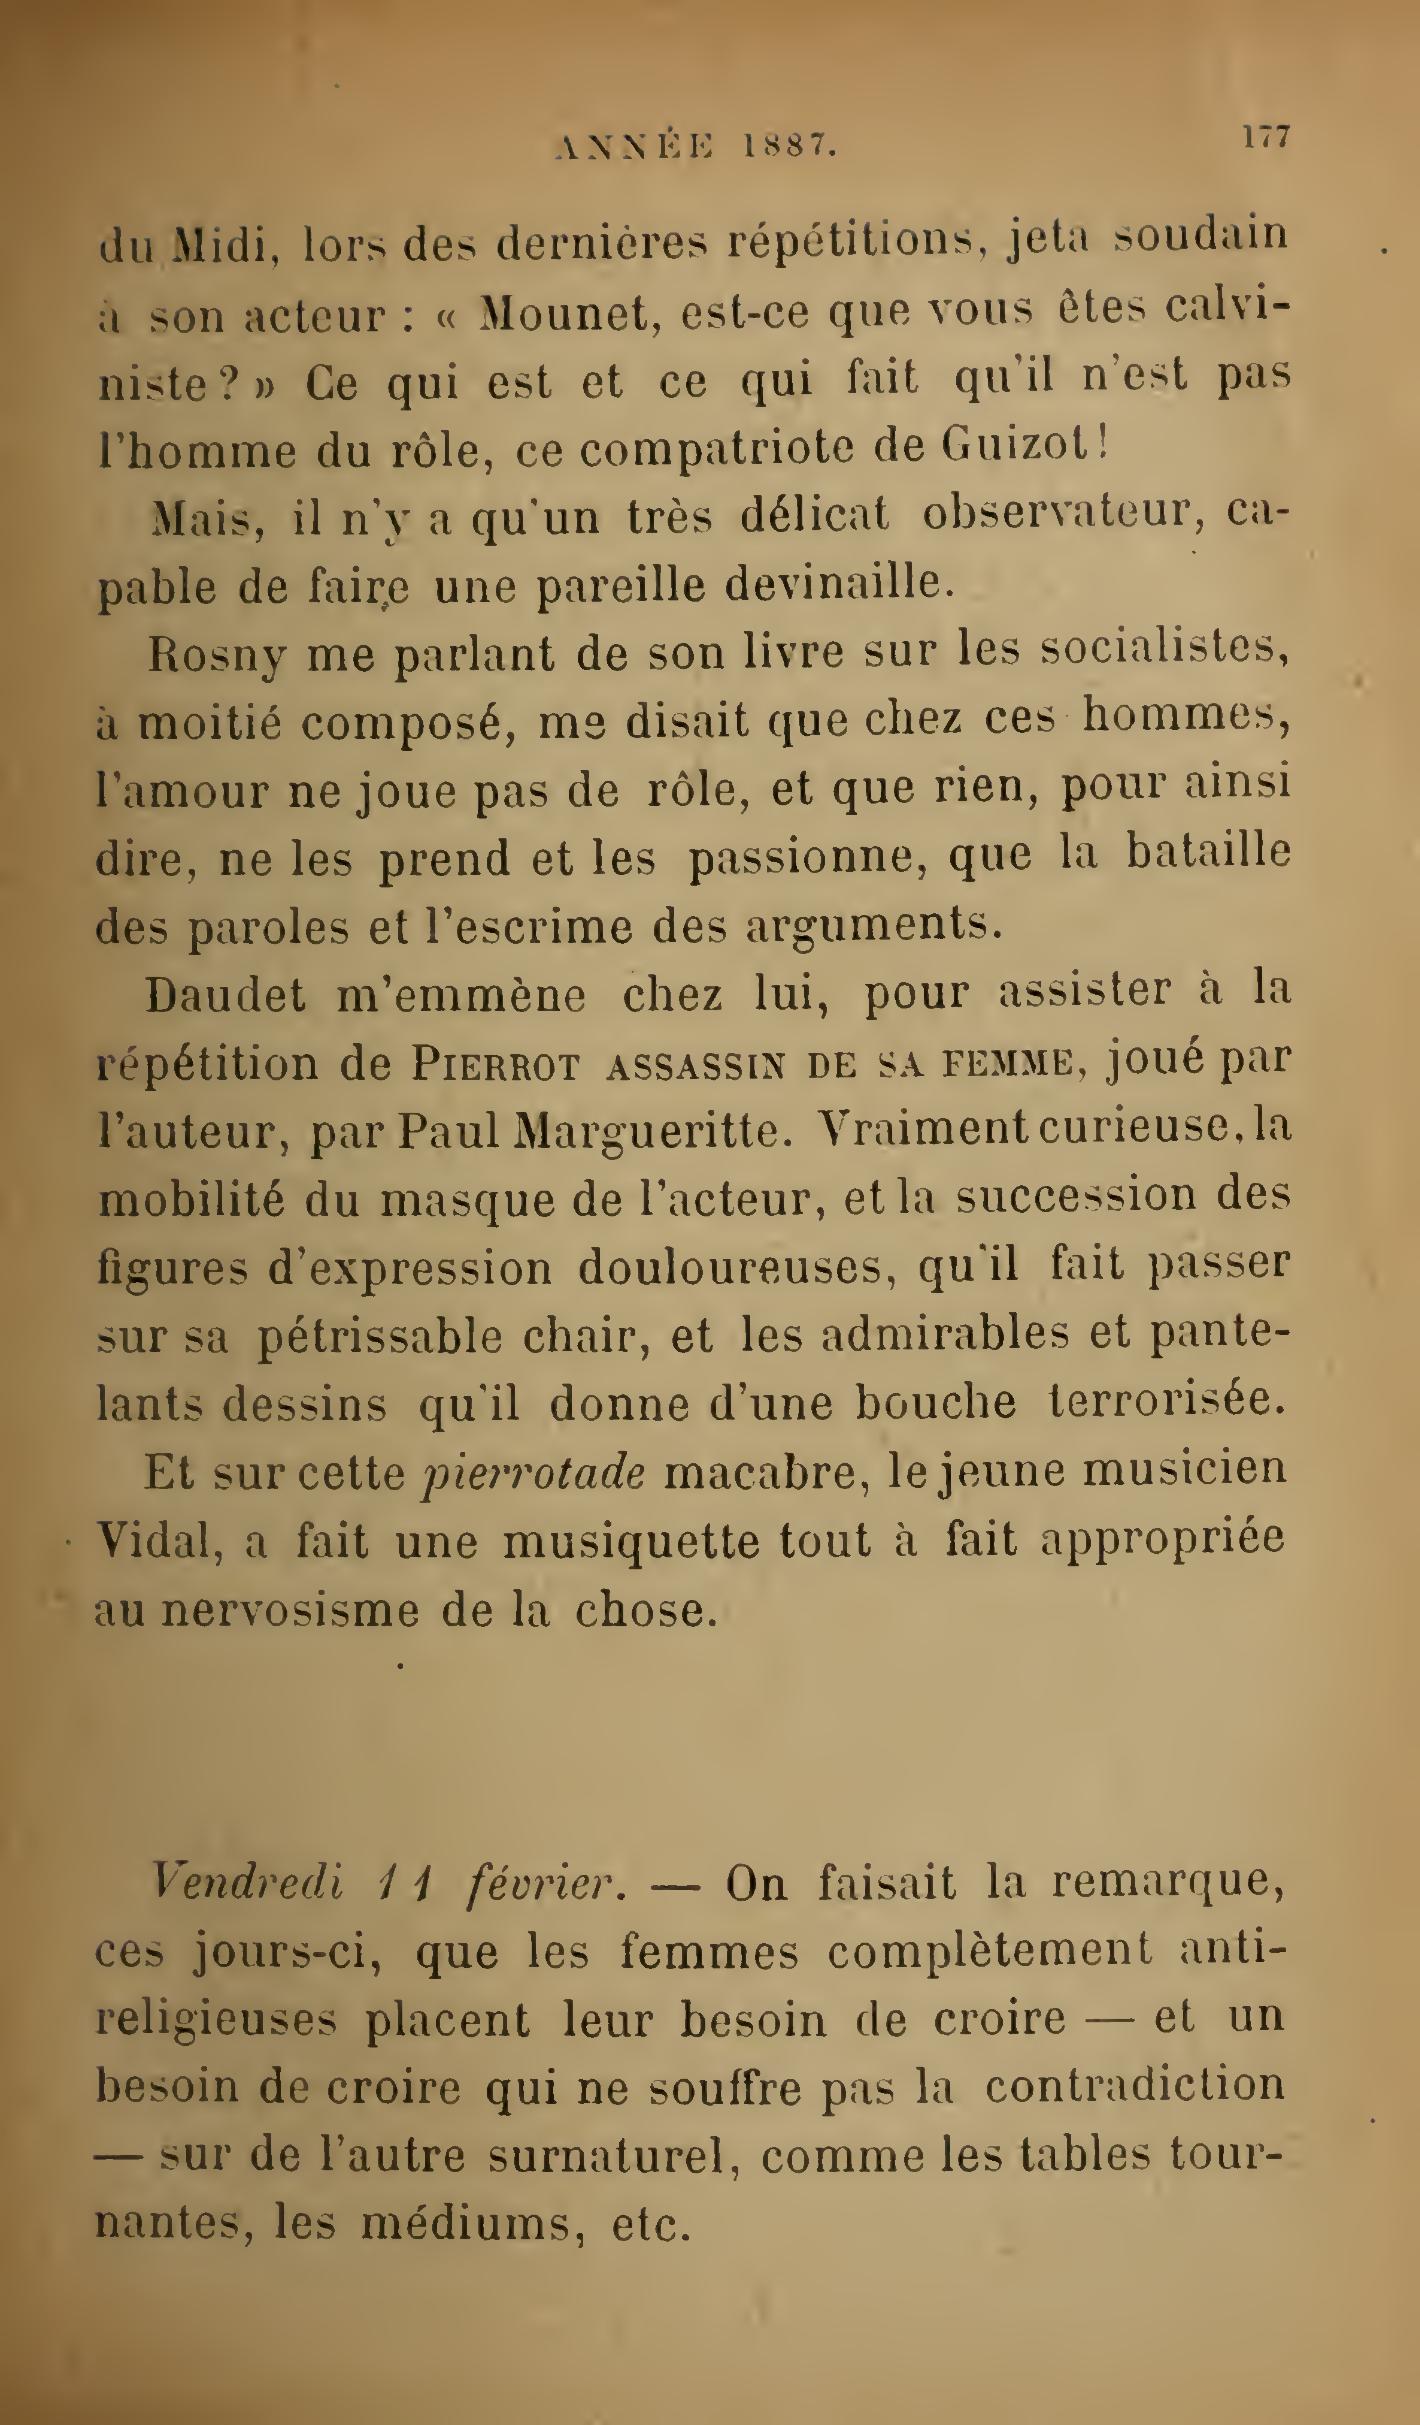 ANNÉE 1887. 177
du Midi, lors des dernières répétitions, jeta soudain
à son acteur : « Mounet, est-ce que vous êtes calvi-
niste ? » Ce qui est et ce qui fait qu'il n'est pas
l'homme du rôle, ce compatriote de Guizot !
Mais, il n'y a qu'un très délicat observateur, ca-
pable de faire une pareille devinaille.
Rosny me parlant de son livre sur les socialistes,
à moitié composé, me disait que chez ces hommes,
l'amour ne joue pas de rôle, et que rien, pour ainsi
dire, ne les prend et les passionne, que la bataille
des paroles et l'escrime des arguments.
Daudet m'emmène chez lui, pour assister à la
répétition de PIERROT ASSASSIN DE SA FEMME, joué par
l'auteur, par Paul Margueritte. Vraiment curieuse, la
mobilité du masque de l'acteur, et la succession des
figures d'expression douloureuses, qu'il fait passer
sur sa pétrissable chair, et les admirables et pante-
lants dessins qu'il donne d'une bouche terrorisée.
Et sur cette pierrotade macabre, le jeune musicien
Vidal, a fait une musiquette tout à fait appropriée
au nervosisme de la chose.
Vendredi 11 février. — On faisait la remarque,
ces jours-ci, que les femmes complètement anti-
religieuses placent leur besoin de croire — et un
besoin de croire qui ne souffre pas la contradiction
— sur de l'autre surnaturel, comme les tables tour-
nantes, les médiums, etc.